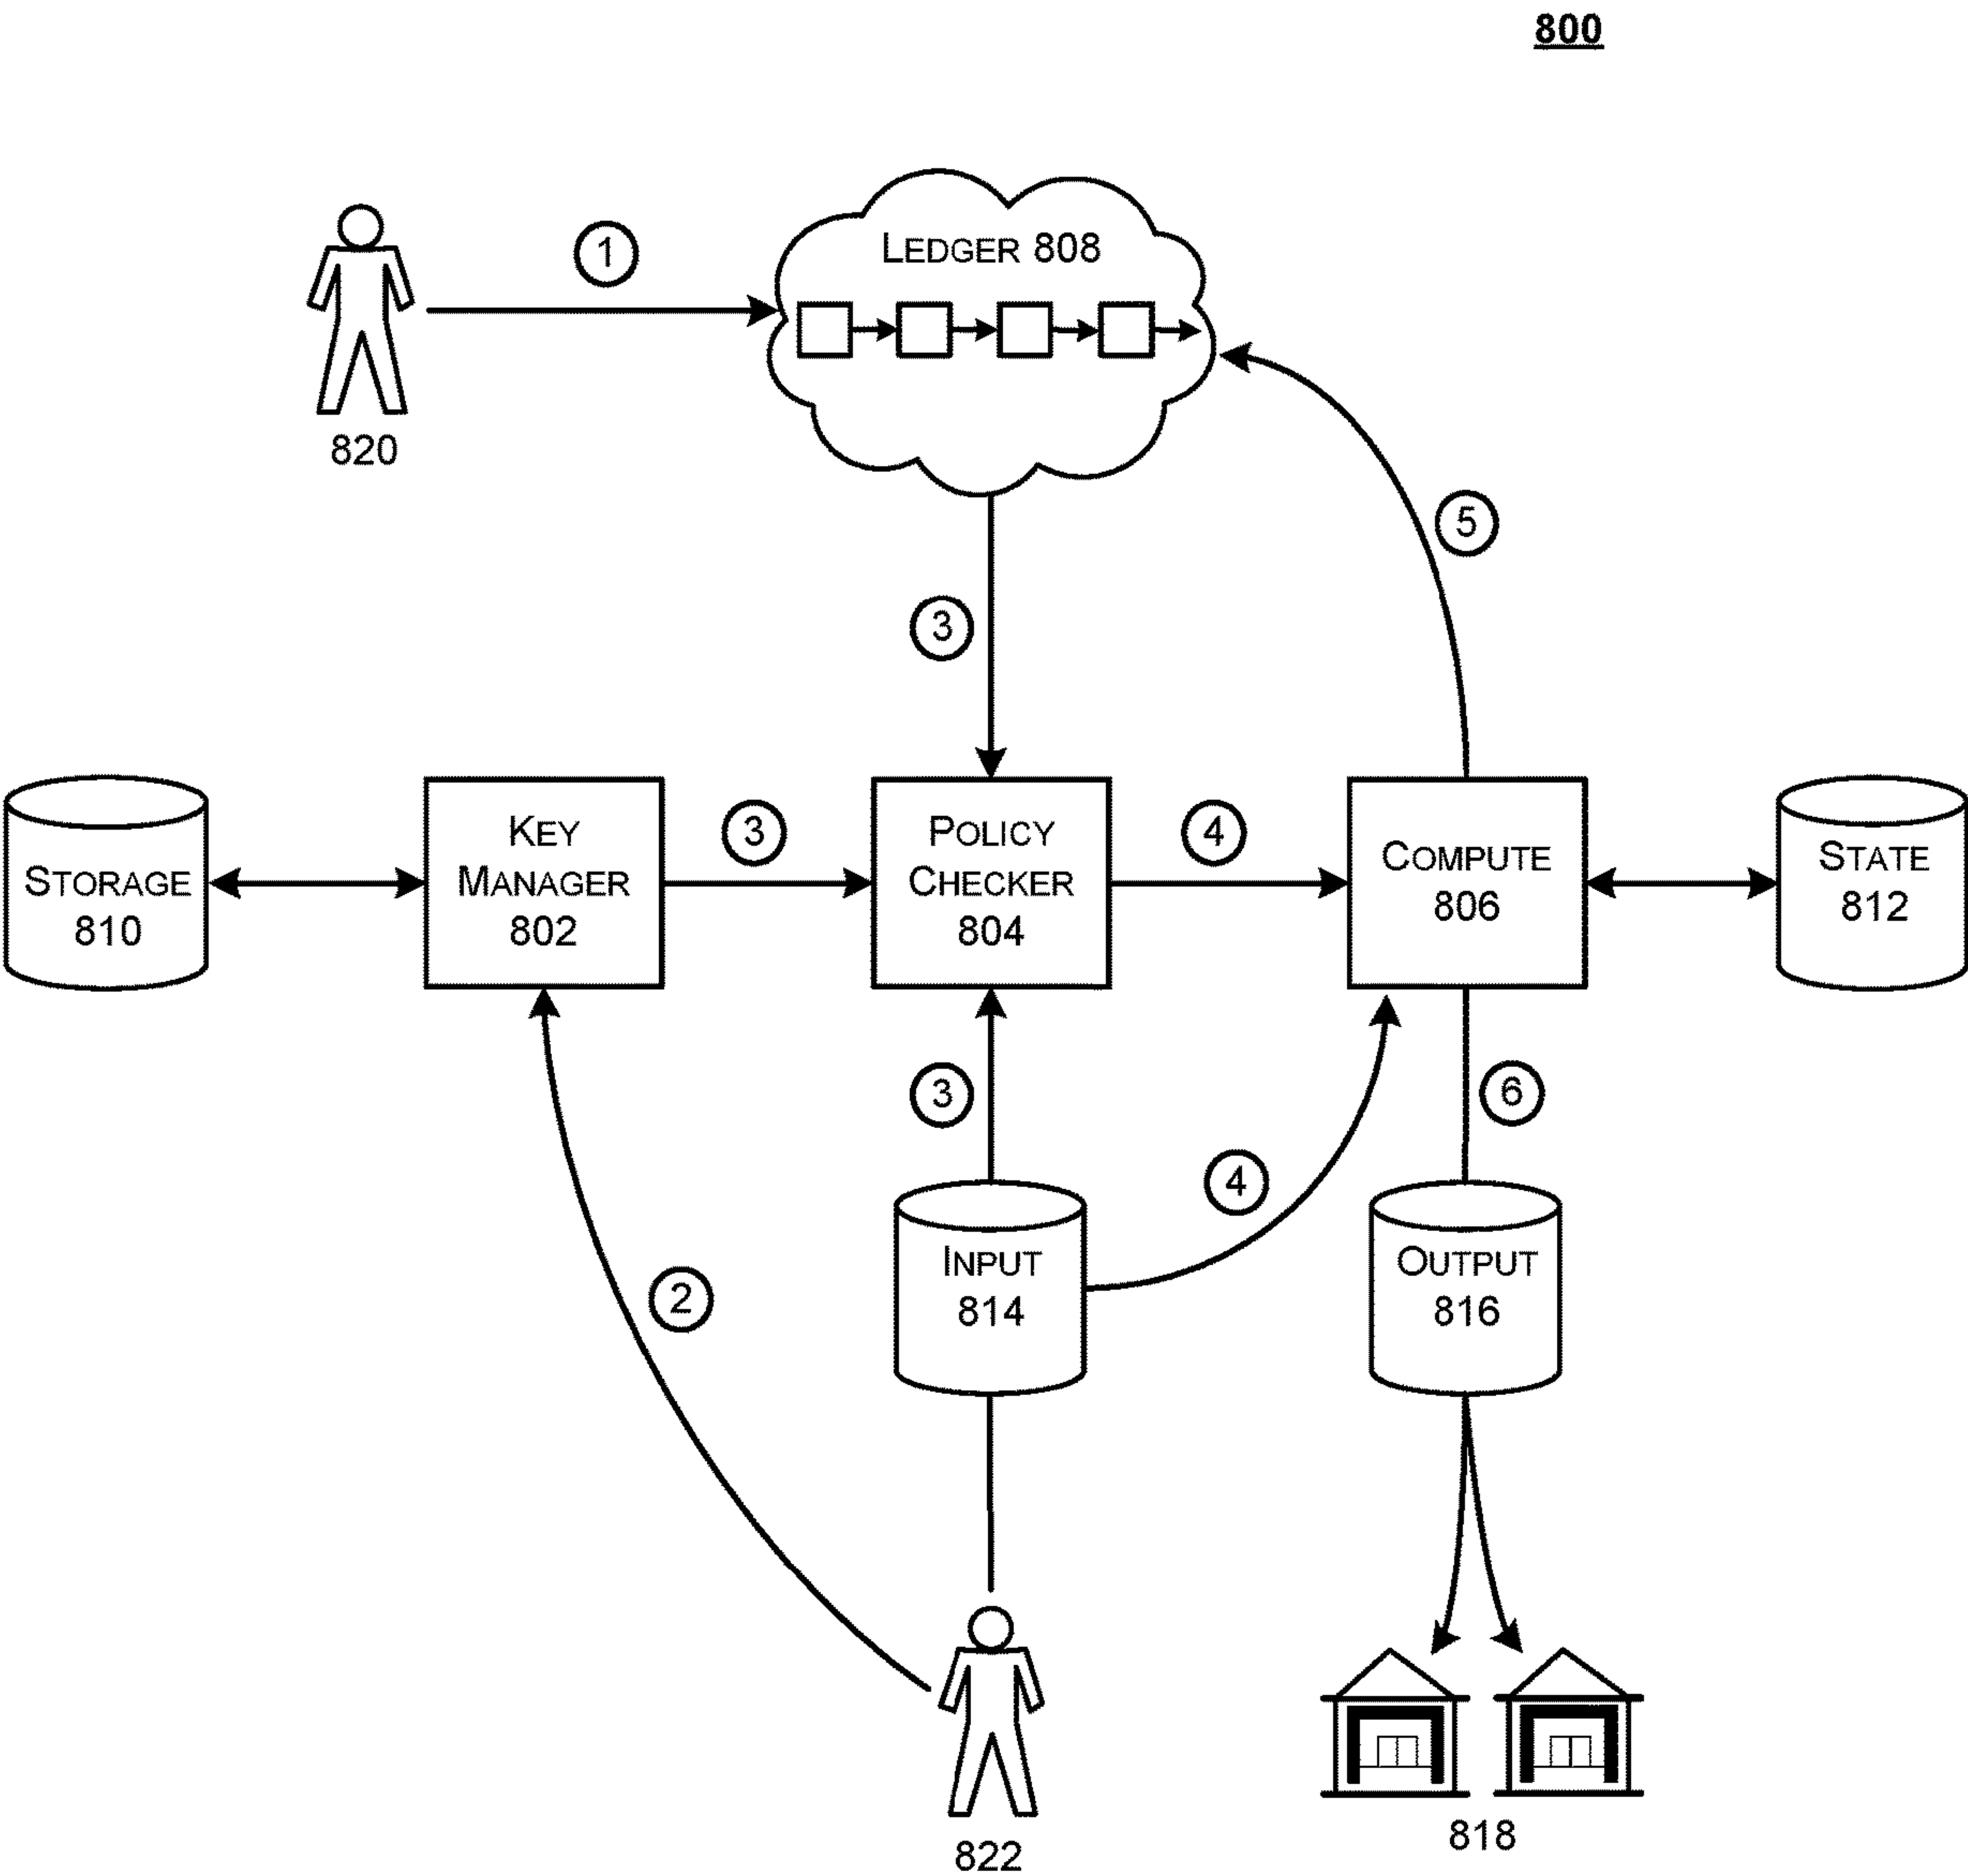 800
LEDGER 808
1
820
5
3
STORAGE
810
KEY
MANAGER
802
3
POLICY
CHECKER
804
4
COMPUTE
806
STATE
812
3
6
4
2
INPUT
814
OUTPUT
816
822
818